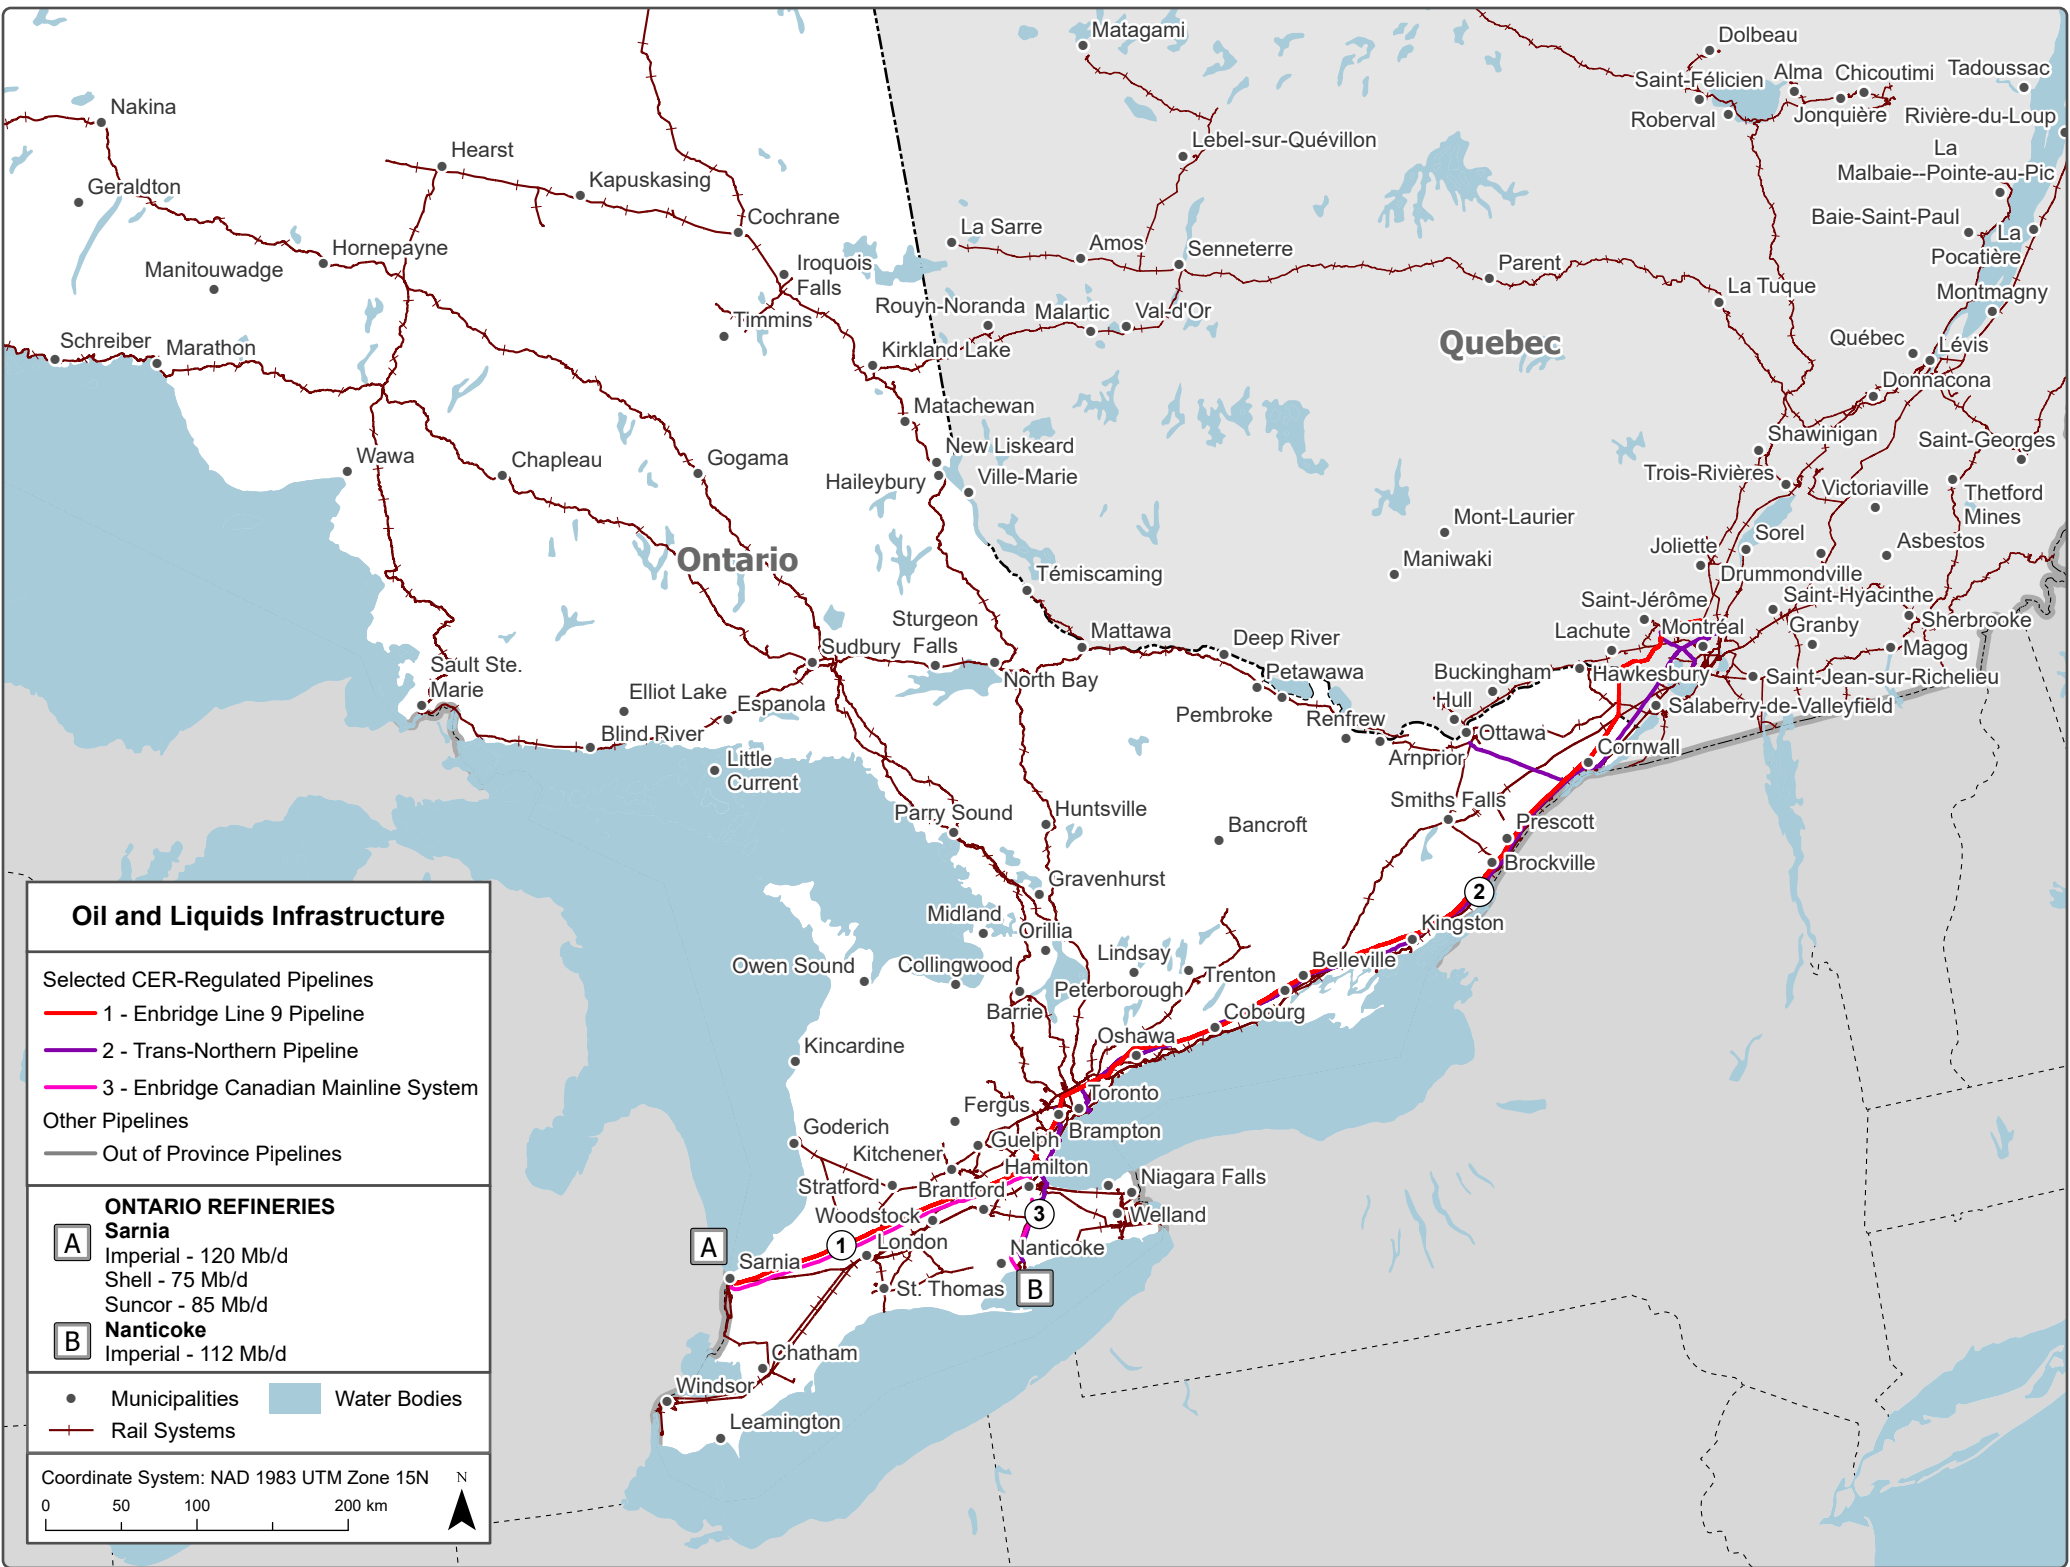 Matagami
Dolbeau
Saint-Félicien
Alma
Chicoutimi
Tadoussac
Nakina
Roberval
Jonquière
Rivière-du-Loup
Hearst
Lebel-sur-Quévillon
La
Malbaie--Pointe-au-Pic
Geraldton
Kapuskasing
Cochrane
La Sarre
Baie-Saint-Paul
La
Pocatière
Hornepayne
Manitouwadge
Iroquois
Falls
Amos
Senneterre
Parent
La Tuque
Montmagny
Rouyn-Noranda
Malartic
Val-d'Or
Timmins
Schreiber
Marathon
Kirkland Lake
Quebec
Québec
Lévis
Donnacona
Matachewan
Shawinigan
Saint-Georges
Wawa
Chapleau
Gogama
New Liskeard
Haileybury
Ville-Marie
Trois-Rivières
Victoriaville
Thetford
Mines
Mont-Laurier
Ontario
Maniwaki
Joliette
Sorel
Asbestos
Témiscaming
Drummondville
Saint-Jérôme
Saint-Hyacinthe
Sturgeon
Falls
Sudbury
Mattawa
Deep River
Lachute
Montréal
Granby
Sherbrooke
Magog
Sault Ste.
Marie
Elliot Lake
Espanola
North Bay
Petawawa
Buckingham
Hawkesbury
Saint-Jean-sur-Richelieu
Pembroke
Renfrew
Hull
Salaberry-de-Valleyfield
Blind River
Ottawa
Arnprior
Cornwall
Little
Current
Parry Sound
Huntsville
Bancroft
Smiths Falls
Prescott
Brockville
Gravenhurst
2
Midland
Orillia
Kingston
Owen Sound
Collingwood
Lindsay
Trenton
Belleville
Peterborough
Barrie
Cobourg
Oshawa
Kincardine
Toronto
Fergus
Brampton
Goderich
Guelph
Kitchener
Hamilton
Niagara Falls
Stratford
Brantford
Woodstock
3
Welland
A
1
London
Nanticoke
Sarnia
St. Thomas
B
Chatham
Windsor
Leamington
Oil and Liquids Infrastructure
Selected CER-Regulated Pipelines
1 - Enbridge Line 9 Pipeline
2 - Trans-Northern Pipeline
3 - Enbridge Canadian Mainline System
Other Pipelines
Out of Province Pipelines
ONTARIO REFINERIES
A
Sarnia
Imperial - 120 Mb/d
Shell - 75 Mb/d
Suncor - 85 Mb/d
B
Nanticoke
Imperial - 112 Mb/d
Municipalities
Water Bodies
Rail Systems
Coordinate System: NAD 1983 UTM Zone 15N
N
0 50 100 200 km